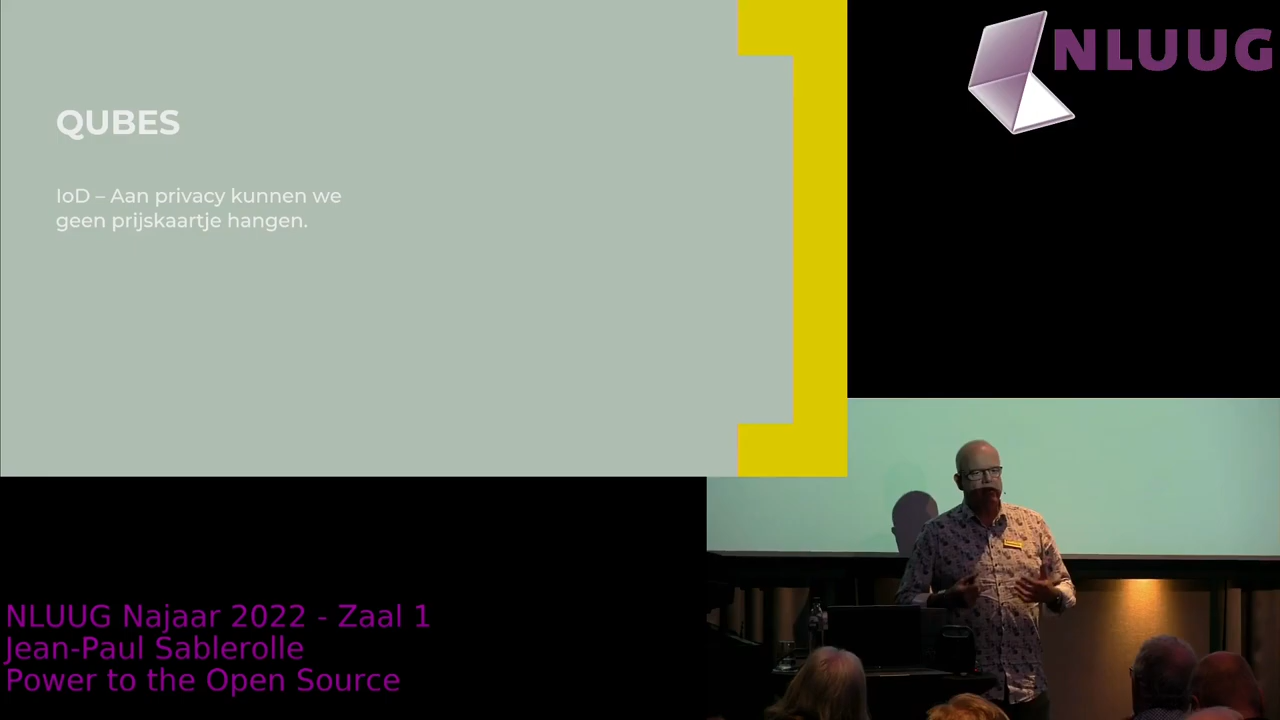 QUBES
IoD – Aan privacy kunnen we
geen prijskaartje hangen.
NLUUG
NLUUG Najaar 2022 - Zaal 1
Jean-Paul Sablerolle
Power to the Open Source